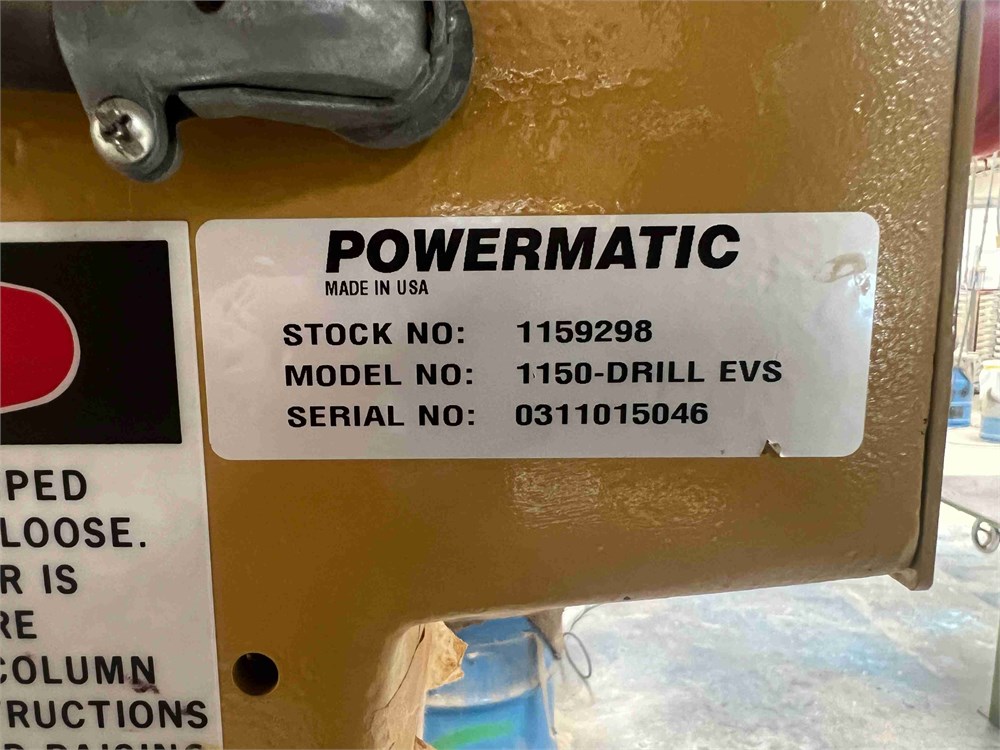 POWERMATIC
MADE IN USA
STOCK NO: 1159298
MODEL NO: 1150-DRILL EVS
SERIAL NO: 0311015046
PED
LOOSE.
R IS
RE
COLUMN
RUCTIONS